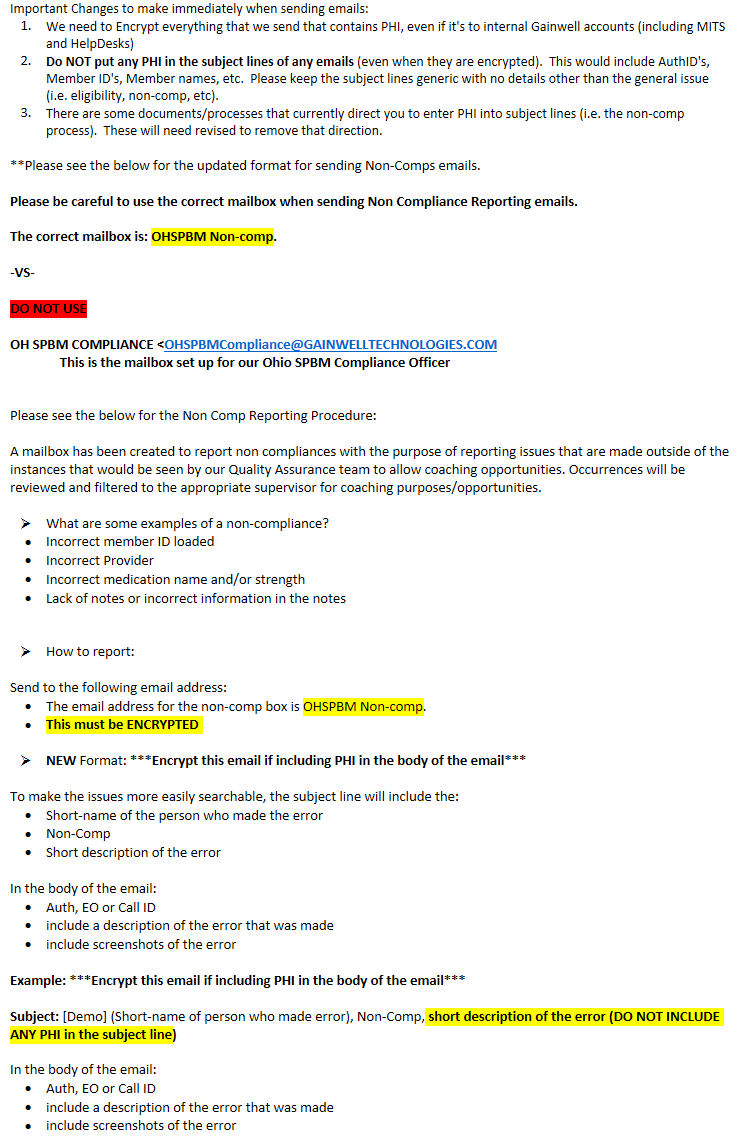 Important Changes to make immediately when sending emails:
1. We need to Encrypt everything that we send that contains PHI, even if it's to internal Gainwell accounts (including MITS
and HelpDesks)
2. Do NOT put any PHI in the subject lines of any emails (even when they are encrypted). This would include AuthID's,
Member ID's, Member names, etc. Please keep the subject lines generic with no details other than the general issue
(i.e. eligibility, non-comp, etc).
3. There are some documents/processes that currently direct you to enter PHI into subject lines (i.e. the non-comp
process). These will need revised to remove that direction.
**Please see the below for the updated format for sending Non-Comps emails.
Please be careful to use the correct mailbox when sending Non Compliance Reporting emails.
The correct mailbox is: OHSPBM Non-comp.
-VS-
DO NOT USE
OH SPBM COMPLIANCE <OHSPBMCompliance@GAINWELLTECHNOLOGIES.COM
This is the mailbox set up for our Ohio SPBM Compliance Officer
Please see the below for the Non Comp Reporting Procedure:
A mailbox has been created to report non compliances with the purpose of reporting issues that are made outside of the
instances that would be seen by our Quality Assurance team to allow coaching opportunities. Occurrences will be
reviewed and filtered to the appropriate supervisor for coaching purposes/opportunities.
➢ What are some examples of a non-compliance?
• Incorrect member ID loaded
• Incorrect Provider
• Incorrect medication name and/or strength
• Lack of notes or incorrect information in the notes
➢ How to report:
Send to the following email address:
• The email address for the non-comp box is OHSPBM Non-comp.
• This must be ENCRYPTED
➢ NEW Format: ***Encrypt this email if including PHI in the body of the email***
To make the issues more easily searchable, the subject line will include the:
• Short-name of the person who made the error
• Non-Comp
• Short description of the error
In the body of the email:
• Auth, EO or Call ID
• include a description of the error that was made
• include screenshots of the error
Example: ***Encrypt this email if including PHI in the body of the email***
Subject: [Demo] (Short-name of person who made error), Non-Comp, short description of the error (DO NOT INCLUDE
ANY PHI in the subject line)
In the body of the email:
• Auth, EO or Call ID
• include a description of the error that was made
• include screenshots of the error